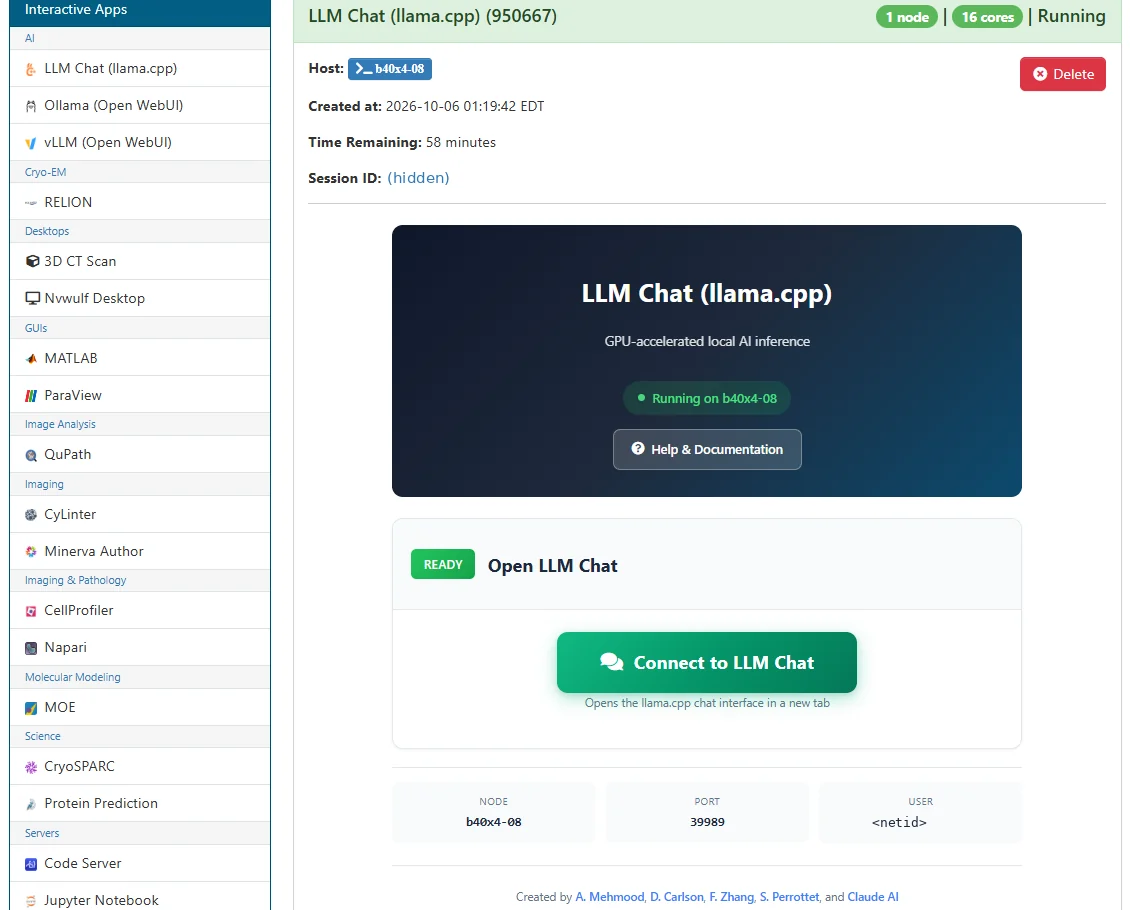 Interactive Apps
AI
LLM Chat (llama.cpp)
Ollama (Open WebUI)
vLLM (Open WebUI)
Cryo-EM
RELION
Desktops
3D CT Scan
Nvwulf Desktop
GUIs
MATLAB
ParaView
Image Analysis
QuPath
Imaging
CyLinter
Minerva Author
Imaging & Pathology
CellProfiler
Napari
Molecular Modeling
MOE
Science
CryoSPARC
Protein Prediction
Servers
Code Server
Jupyter Notebook
LLM Chat (llama.cpp) (950667)
1 node | 16 cores | Running
Host: >_ b40x4-08
Delete
Created at: 2026-10-06 01:19:42 EDT
Time Remaining: 58 minutes
Session ID: (hidden)
LLM Chat (llama.cpp)
GPU-accelerated local AI inference
Running on b40x4-08
Help & Documentation
READY Open LLM Chat
Connect to LLM Chat
Opens the llama.cpp chat interface in a new tab
NODE
b40x4-08
PORT
39989
USER
<netid>
Created by A. Mehmood, D. Carlson, F. Zhang, S. Perrottet, and Claude AI